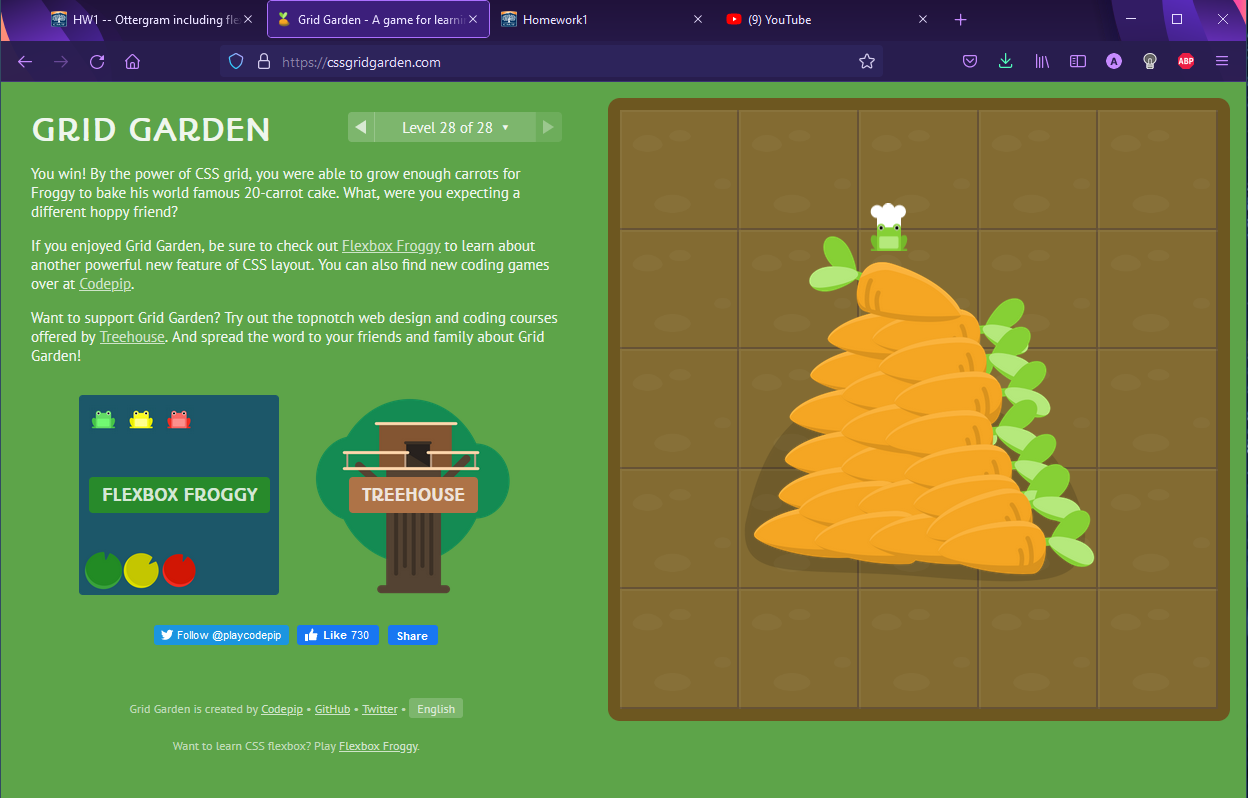 HW1 -- Ottergram including fle
Grid Garden - A game for learni
Homework1
(9) YouTube
https://cssgridgarden.com
A
ABP
GRID GARDEN
Level 28 of 28
You win! By the power of CSS grid, you were able to grow enough carrots for
Froggy to bake his world famous 20-carrot cake. What, were you expecting a
different hoppy friend?
If you enjoyed Grid Garden, be sure to check out Flexbox Froggy to learn about
another powerful new feature of CSS layout. You can also find new coding games
over at Codepip.
Want to support Grid Garden? Try out the topnotch web design and coding courses
offered by Treehouse. And spread the word to your friends and family about Grid
Garden!
FLEXBOX FROGGY
TREEHOUSE
Follow @playcodepip
Like 730
Share
Grid Garden is created by Codepip • GitHub • Twitter • English
Want to learn CSS flexbox? Play Flexbox Froggy.